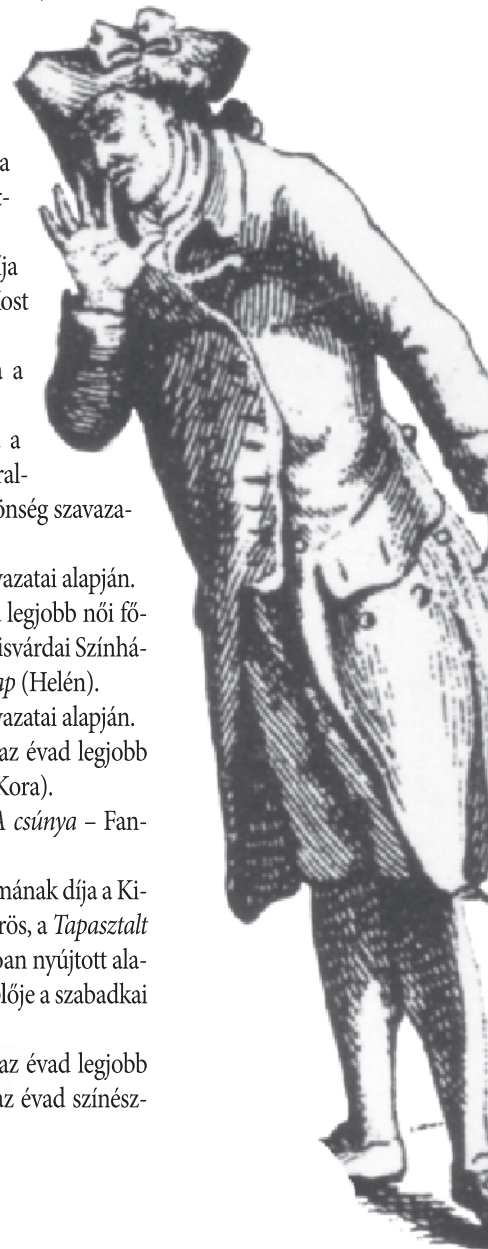 a
t-
ja
ost
a a
a
ral-
önség szavaza-
vazatai alapján.
legjobb női fő-
isvárdai Színhá-
ap (Helén).
vazatai alapján.
az évad legjobb
Kora).
A csúnya – Fan-
mának díja a Ki-
rös, a Tapasztalt
ban nyújtott ala-
lője a szabadkai
az évad legjobb
az évad színész-